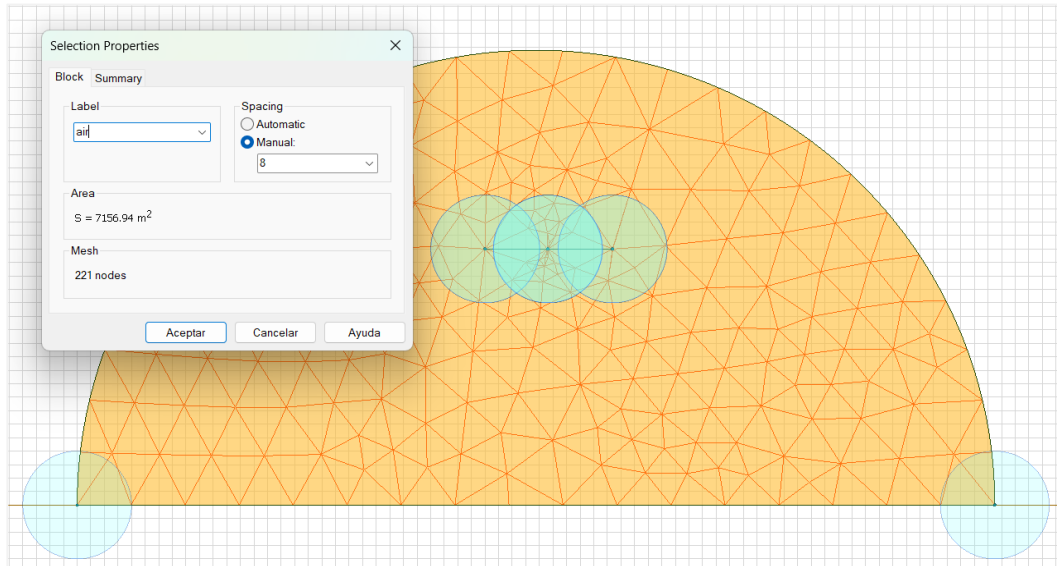 Selection Properties
Block Summary
Label
air
Spacing
Automatic
Manual:
8
Area
S = 7156.94 m²
Mesh
221 nodes
Aceptar Cancelar Ayuda